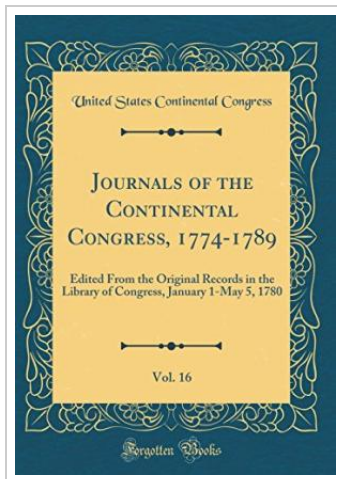 United States Continental Congress
JOURNALS OF THE
CONTINENTAL
CONGRESS, 1774-1789
Edited From the Original Records in the
Library of Congress, January 1-May 5, 1780
Vol. 16
Forgotten Books